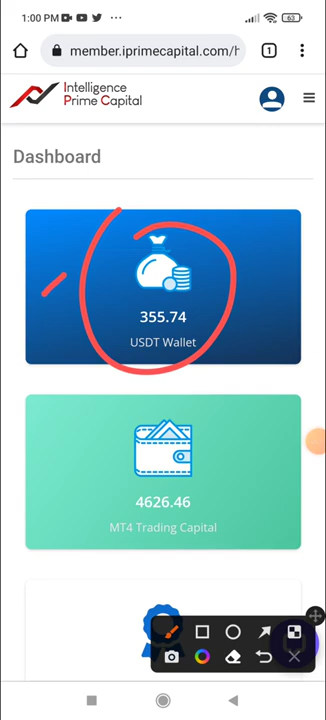 1:00 PM
63
member.iprimecapital.com/h
1
Intelligence
Prime Capital
Dashboard
355.74
USDT Wallet
4626.46
MT4 Trading Capital